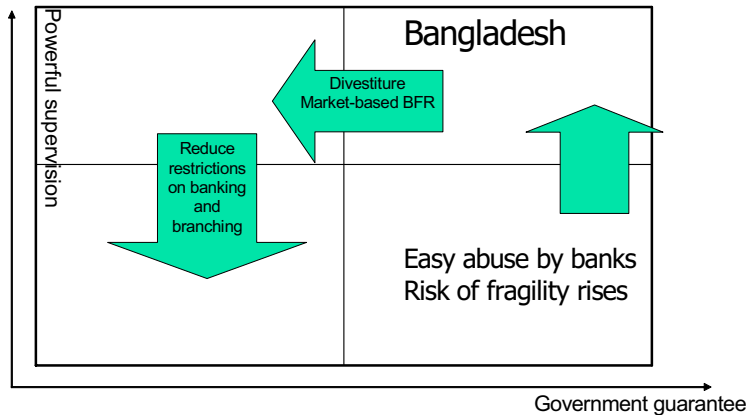 Powerful supervision
Bangladesh
Divestiture
Market-based BFR
Reduce
restrictions
on banking
and
branching
Easy abuse by banks
Risk of fragility rises
Government guarantee